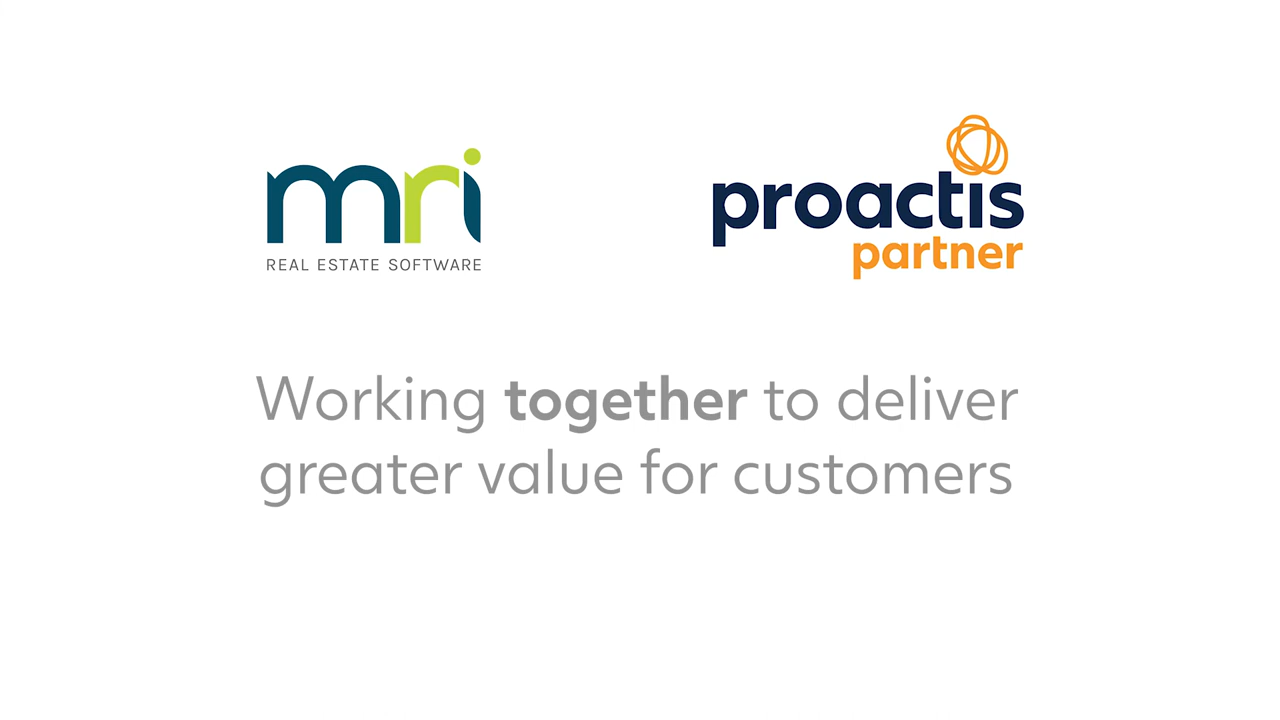 mri
REAL ESTATE SOFTWARE
proactis
partner
Working together to deliver
greater value for customers